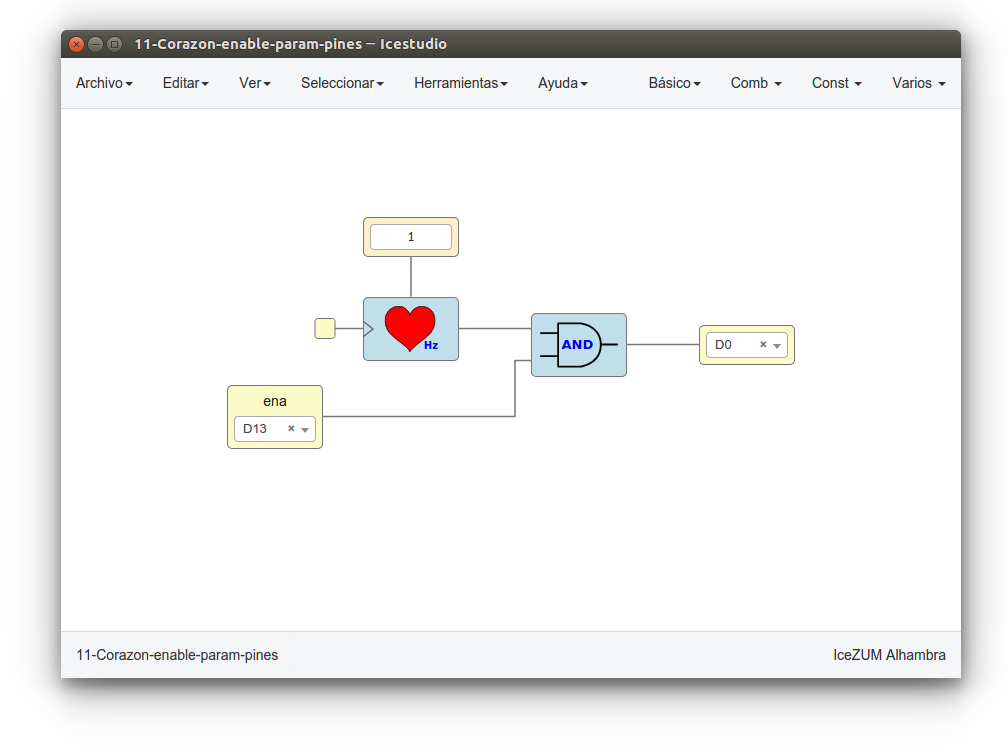 11-Corazon-enable-param-pines – Icestudio
Archivo Editar Ver Seleccionar Herramientas Ayuda Básico Comb Const Varios
1
Hz
AND
D0 ×
ena
D13 ×
11-Corazon-enable-param-pines IceZUM Alhambra